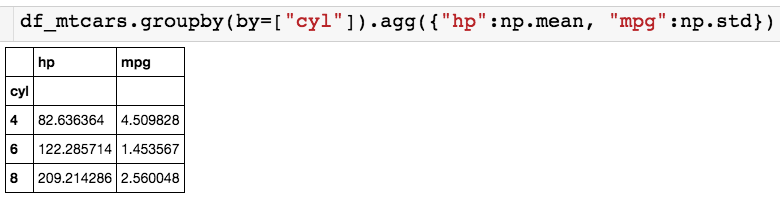 df_mtcars.groupby(by=["cyl"]).agg({"hp":np.mean, "mpg":np.std})
hp mpg
cyl
4 82.636364 4.509828
6 122.285714 1.453567
8 209.214286 2.560048